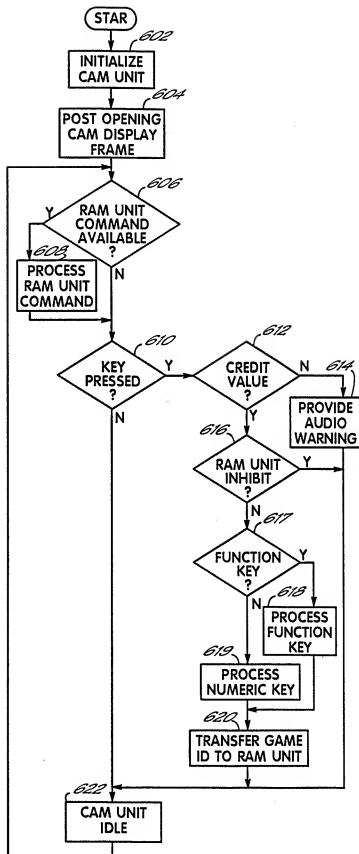 STAR
602
INITIALIZE
CAM UNIT
604
POST OPENING
CAM DISPLAY
FRAME
606
RAM UNIT
COMMAND
AVAILABLE
?
Y
N
608
PROCESS
RAM UNIT
COMMAND
610
KEY
PRESSED
?
Y
N
612
CREDIT
VALUE
?
N
Y
614
PROVIDE
AUDIO
WARNING
616
RAM UNIT
INHIBIT
?
Y
N
617
FUNCTION
KEY
?
Y
N
618
PROCESS
FUNCTION
KEY
619
PROCESS
NUMERIC KEY
620
TRANSFER GAME
ID TO RAM UNIT
622
CAM UNIT
IDLE